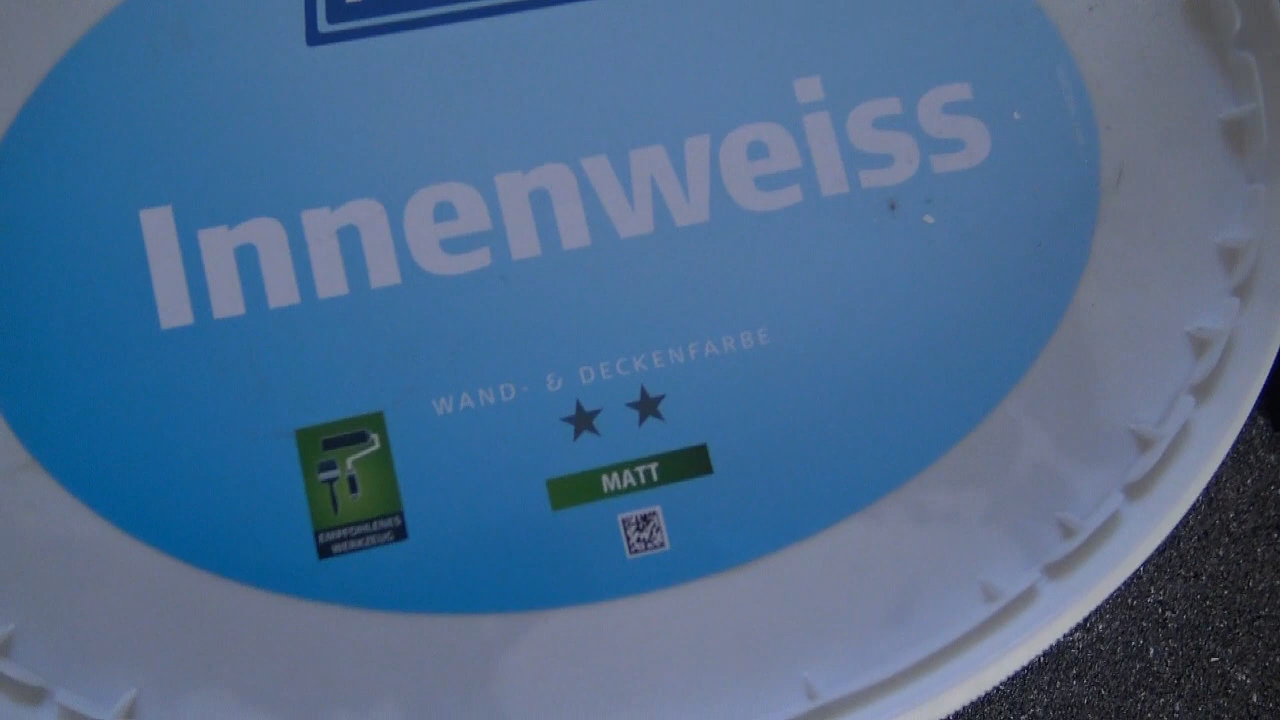 Innenweiss
WAND- & DECKENFARBE
MATT
EMPFOHLENES
WERKZEUG